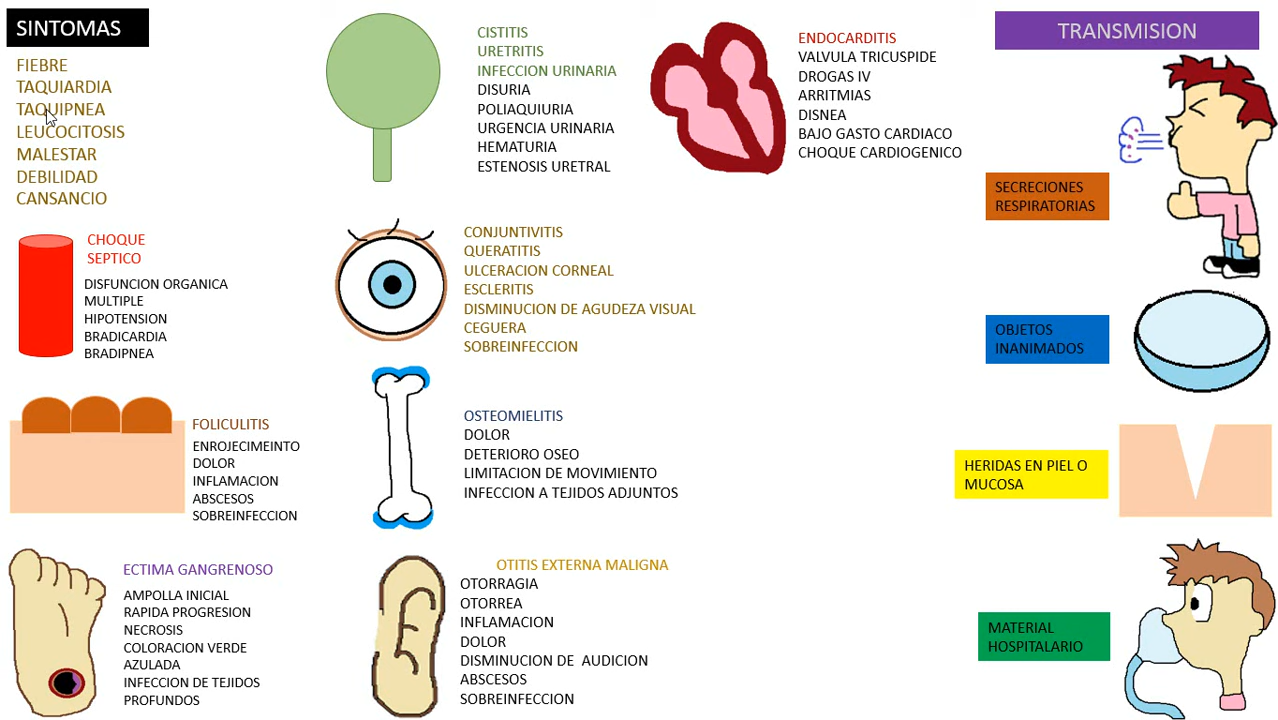 SINTOMAS
FIEBRE
TAQUIARDIA
TAQUIPNEA
LEUCOCITOSIS
MALESTAR
DEBILIDAD
CANSANCIO
CHOQUE
SEPTICO
DISFUNCION ORGANICA
MULTIPLE
HIPOTENSION
BRADICARDIA
BRADIPNEA
FOLICULITIS
ENROJECIMEINTO
DOLOR
INFLAMACION
ABSCESOS
SOBREINFECCION
ECTIMA GANGRENOSO
AMPOLLA INICIAL
RAPIDA PROGRESION
NECROSIS
COLORACION VERDE
AZULADA
INFECCION DE TEJIDOS
PROFUNDOS
CISTITIS
URETRITIS
INFECCION URINARIA
DISURIA
POLIAQUIURIA
URGENCIA URINARIA
HEMATURIA
ESTENOSIS URETRAL
CONJUNTIVITIS
QUERATITIS
ULCERACION CORNEAL
ESCLERITIS
DISMINUCION DE AGUDEZA VISUAL
CEGUERA
SOBREINFECCION
OSTEOMIELITIS
DOLOR
DETERIORO OSEO
LIMITACION DE MOVIMIENTO
INFECCION A TEJIDOS ADJUNTOS
OTITIS EXTERNA MALIGNA
OTORRAGIA
OTORREA
INFLAMACION
DOLOR
DISMINUCION DE AUDICION
ABSCESOS
SOBREINFECCION
ENDOCARDITIS
VALVULA TRICUSPIDE
DROGAS IV
ARRITMIAS
DISNEA
BAJO GASTO CARDIACO
CHOQUE CARDIOGENICO
TRANSMISION
SECRECIONES
RESPIRATORIAS
OBJETOS
INANIMADOS
HERIDAS EN PIEL O
MUCOSA
MATERIAL
HOSPITALARIO